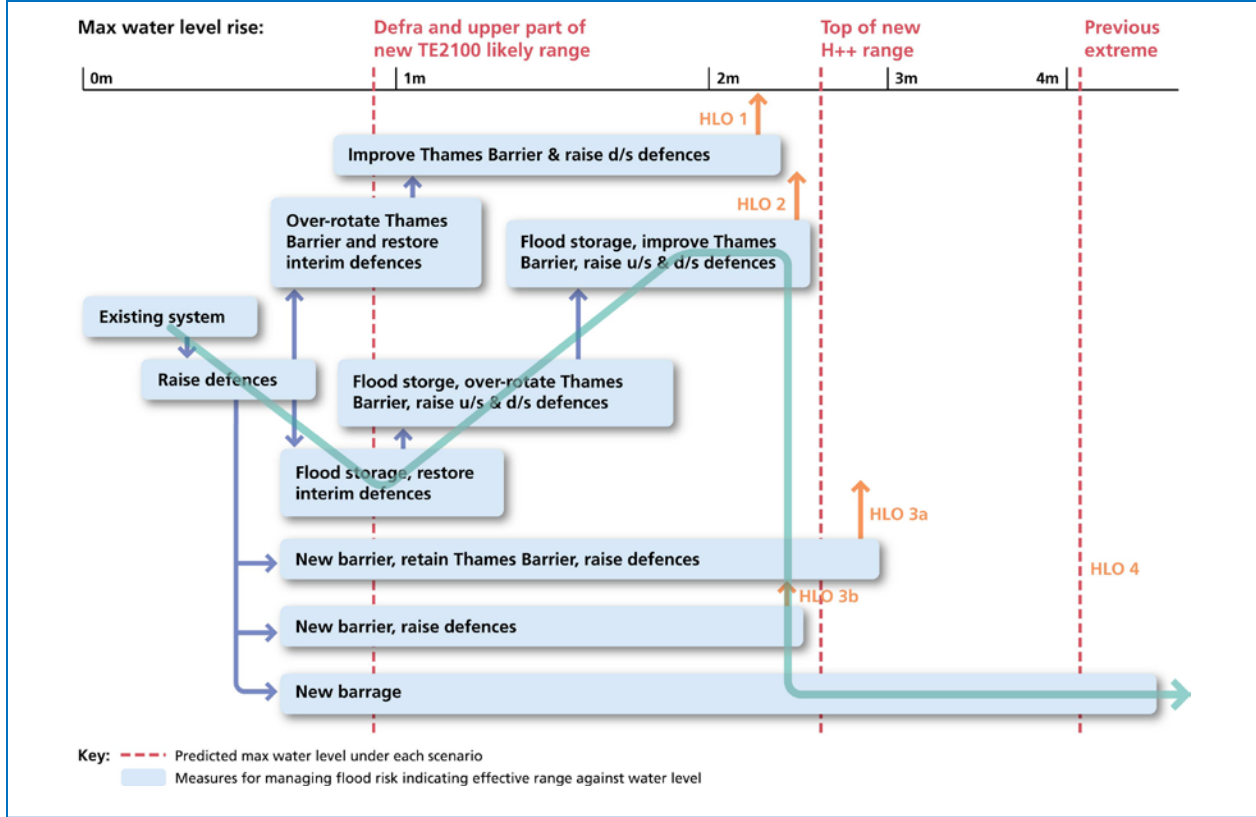 Max water level rise:
Defra and upper part of
new TE2100 likely range
Top of new
H++ range
Previous
extreme
0m
1m
2m
3m
4m
HLO 1
Improve Thames Barrier & raise d/s defences
HLO 2
Over-rotate Thames
Barrier and restore
interim defences
Flood storage, improve Thames
Barrier, raise u/s & d/s defences
Existing system
Raise defences
Flood storge, over-rotate Thames
Barrier, raise u/s & d/s defences
Flood storage, restore
interim defences
HLO 3a
New barrier, retain Thames Barrier, raise defences
HLO 4
HLO 3b
New barrier, raise defences
New barrage
Key:
Predicted max water level under each scenario
Measures for managing flood risk indicating effective range against water level